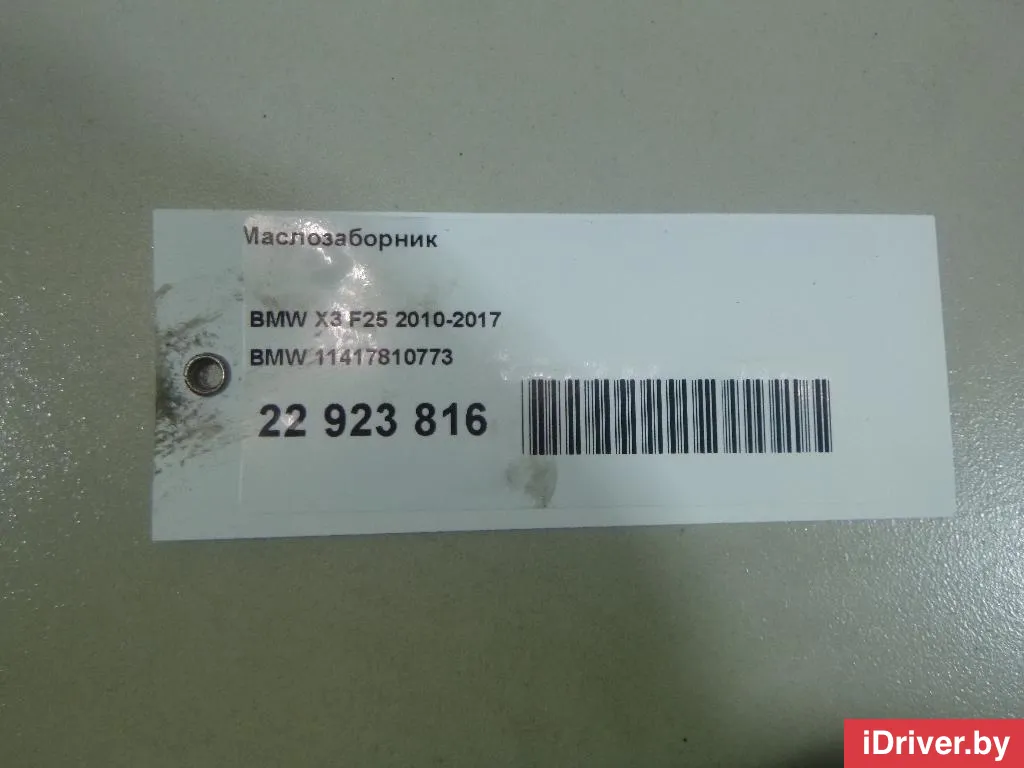 Маслозаборник
BMW X3 F25 2010-2017
BMW 11417810773
22 923 816
iDriver.by